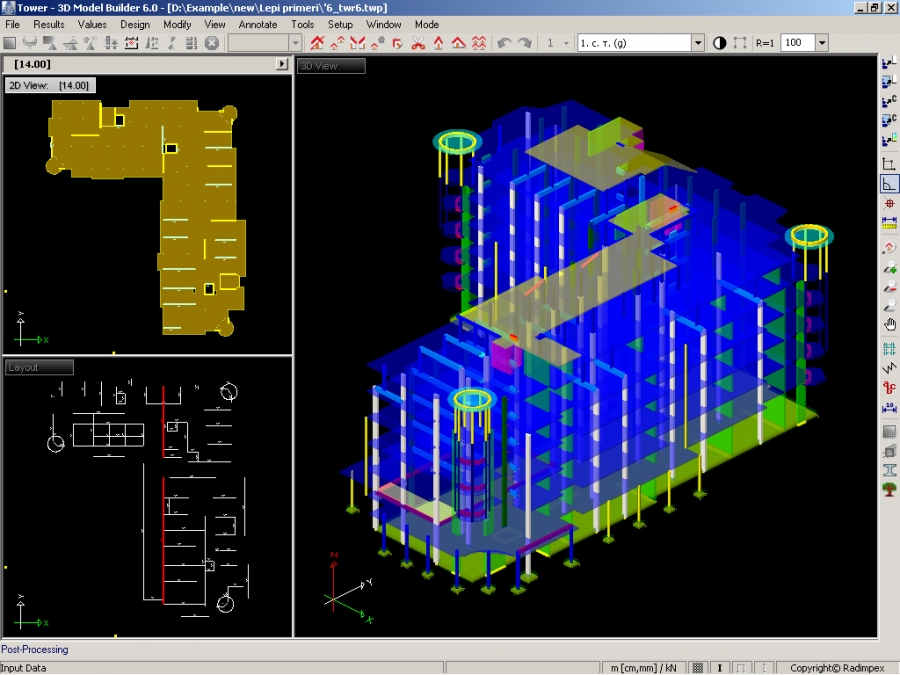 Tower - 3D Model Builder 6.0 - [D:\Example\new\Lepi primeri\'6_twr6.twp]
File Results Values Design Modify View Annotate Tools Setup Window Mode
1 1. с. т. (g) R=1 100
[14.00]
2D View: [14.00]
3D View
Y
X
Layout
Y
X
Z
Y
X
Post-Processing
Input Data m [cm,mm] / kN I Copyright© Radimpex